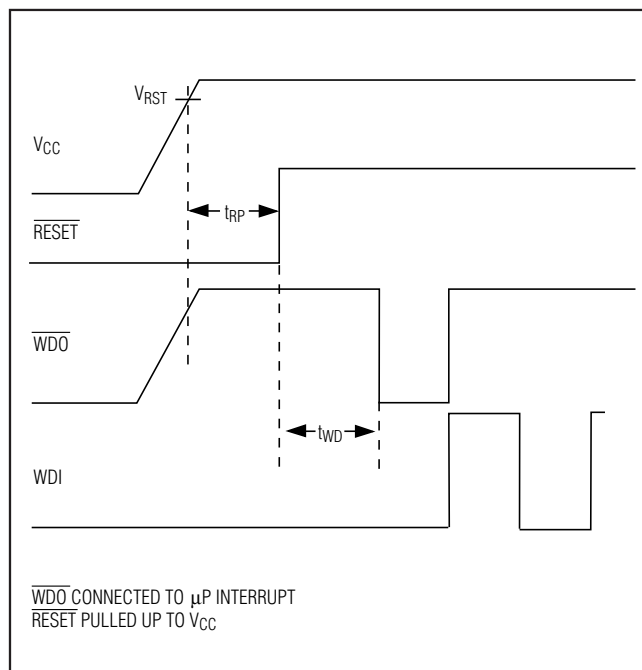 VRST
VCC
tRP
RESET
WDO
tWD
WDI
WDO CONNECTED TO μP INTERRUPT
RESET PULLED UP TO VCC